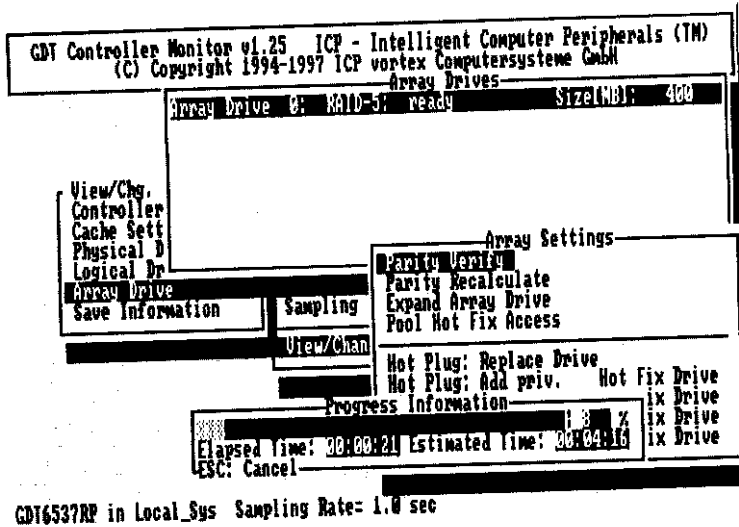 GDT Controller Monitor v1.25 ICP - Intelligent Computer Peripherals (TM)
(C) Copyright 1994-1997 ICP vortex Computersysteme GmbH
Array Drives
Array Drive 0: RAID-5: ready Size[MB]: 400
View/Chg.
Controller
Cache Sett
Physical D
Logical Dr
Array Drive
Save Information
Sampling
View/Chan
Array Settings
Parity Verify
Parity Recalculate
Expand Array Drive
Pool Hot Fix Access
Hot Plug: Replace Drive
Hot Plug: Add priv. Hot Fix Drive
ix Drive
ix Drive
ix Drive
Progress Information
%
Elapsed Time: 00:00:21 Estimated Time: 00:04:16
ESC: Cancel
GDT6537RP in Local_Sys Sampling Rate= 1.0 sec